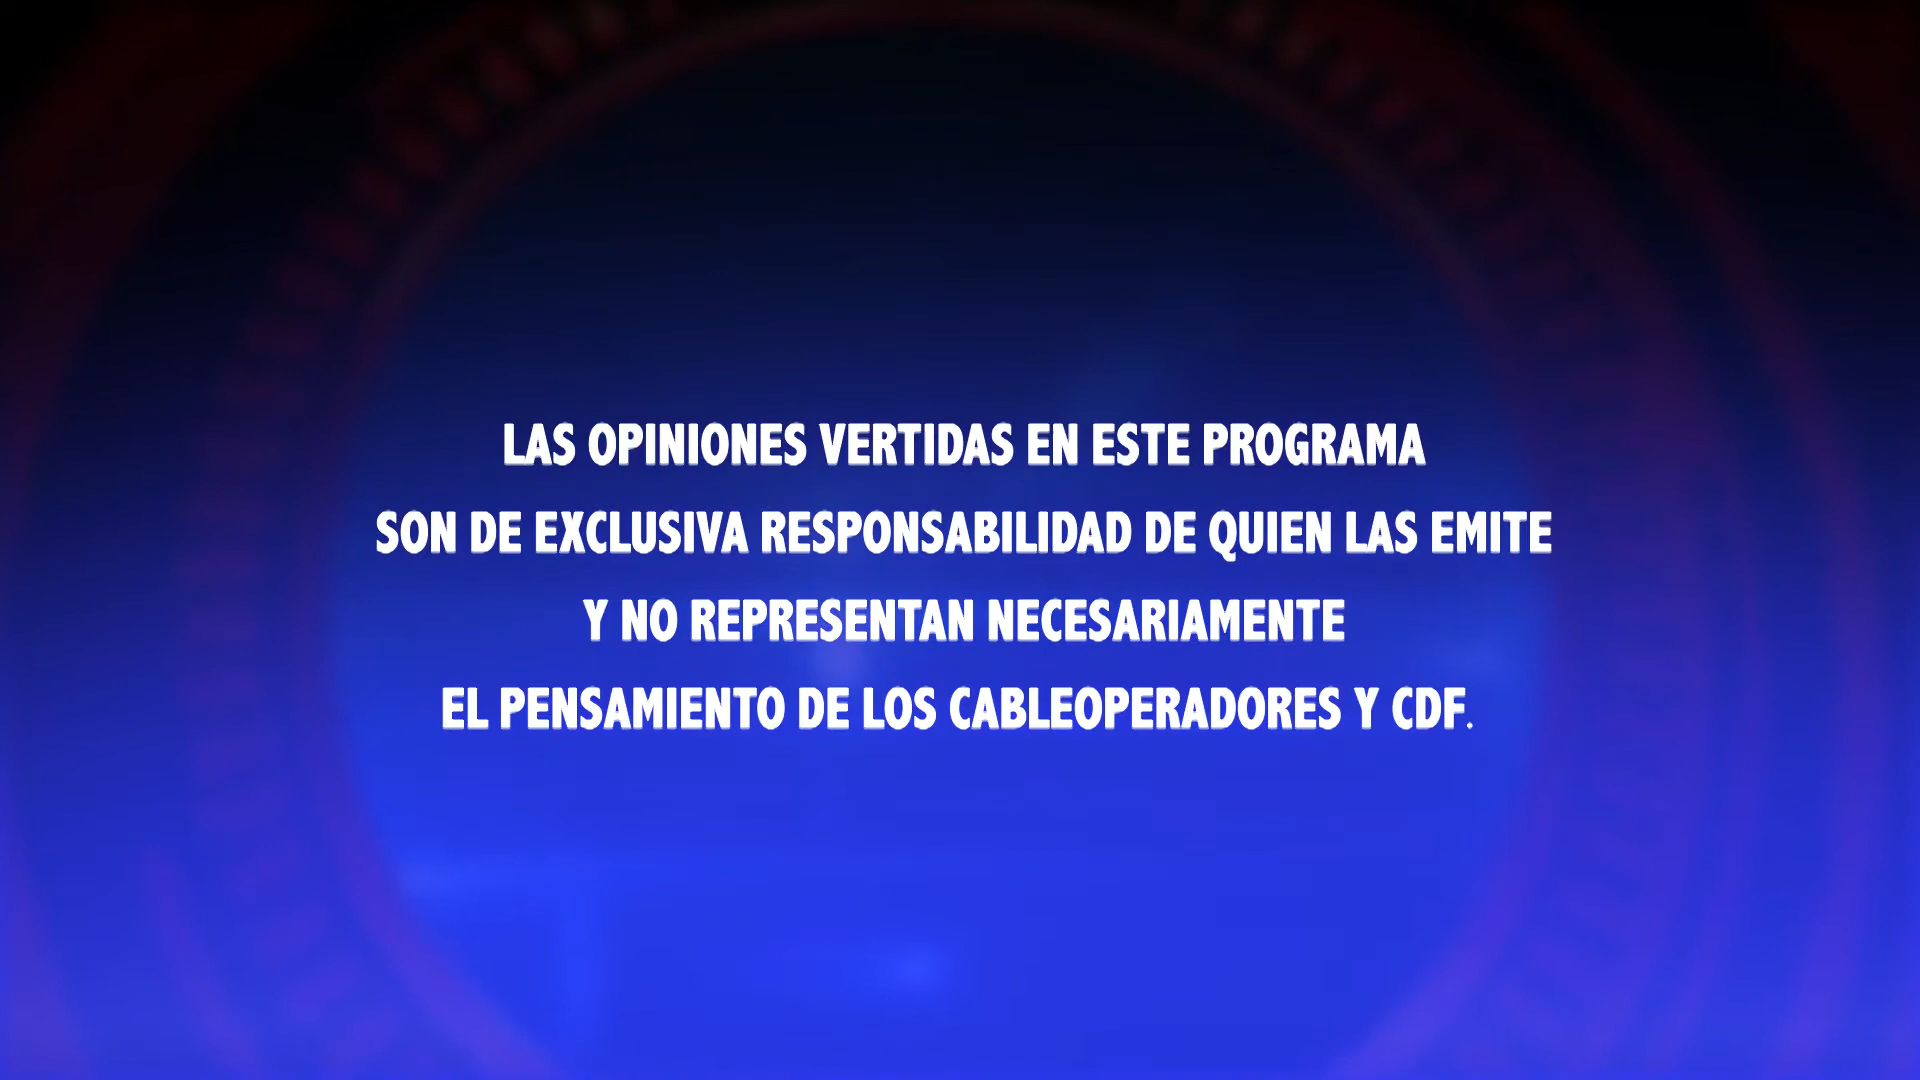 LAS OPINIONES VERTIDAS EN ESTE PROGRAMA
SON DE EXCLUSIVA RESPONSABILIDAD DE QUIEN LAS EMITE
Y NO REPRESENTAN NECESARIAMENTE
EL PENSAMIENTO DE LOS CABLEOPERADORES Y CDF.